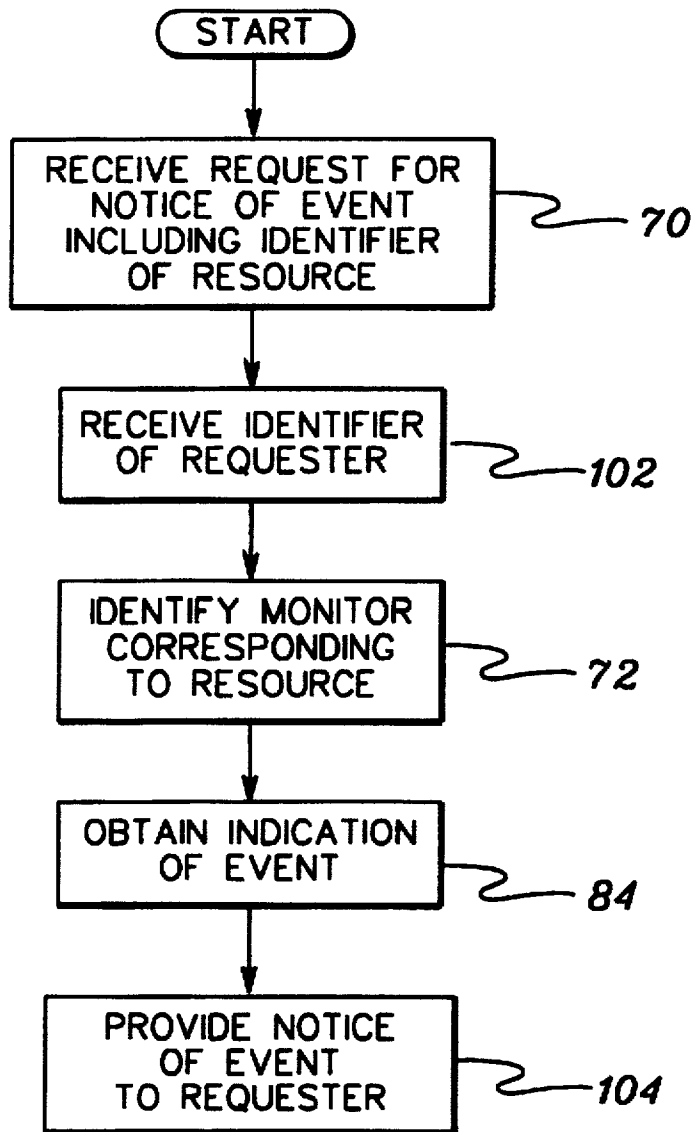 START
RECEIVE REQUEST FOR
NOTICE OF EVENT
INCLUDING IDENTIFIER
OF RESOURCE
70
RECEIVE IDENTIFIER
OF REQUESTER
102
IDENTIFY MONITOR
CORRESPONDING
TO RESOURCE
72
OBTAIN INDICATION
OF EVENT
84
PROVIDE NOTICE
OF EVENT
TO REQUESTER
104